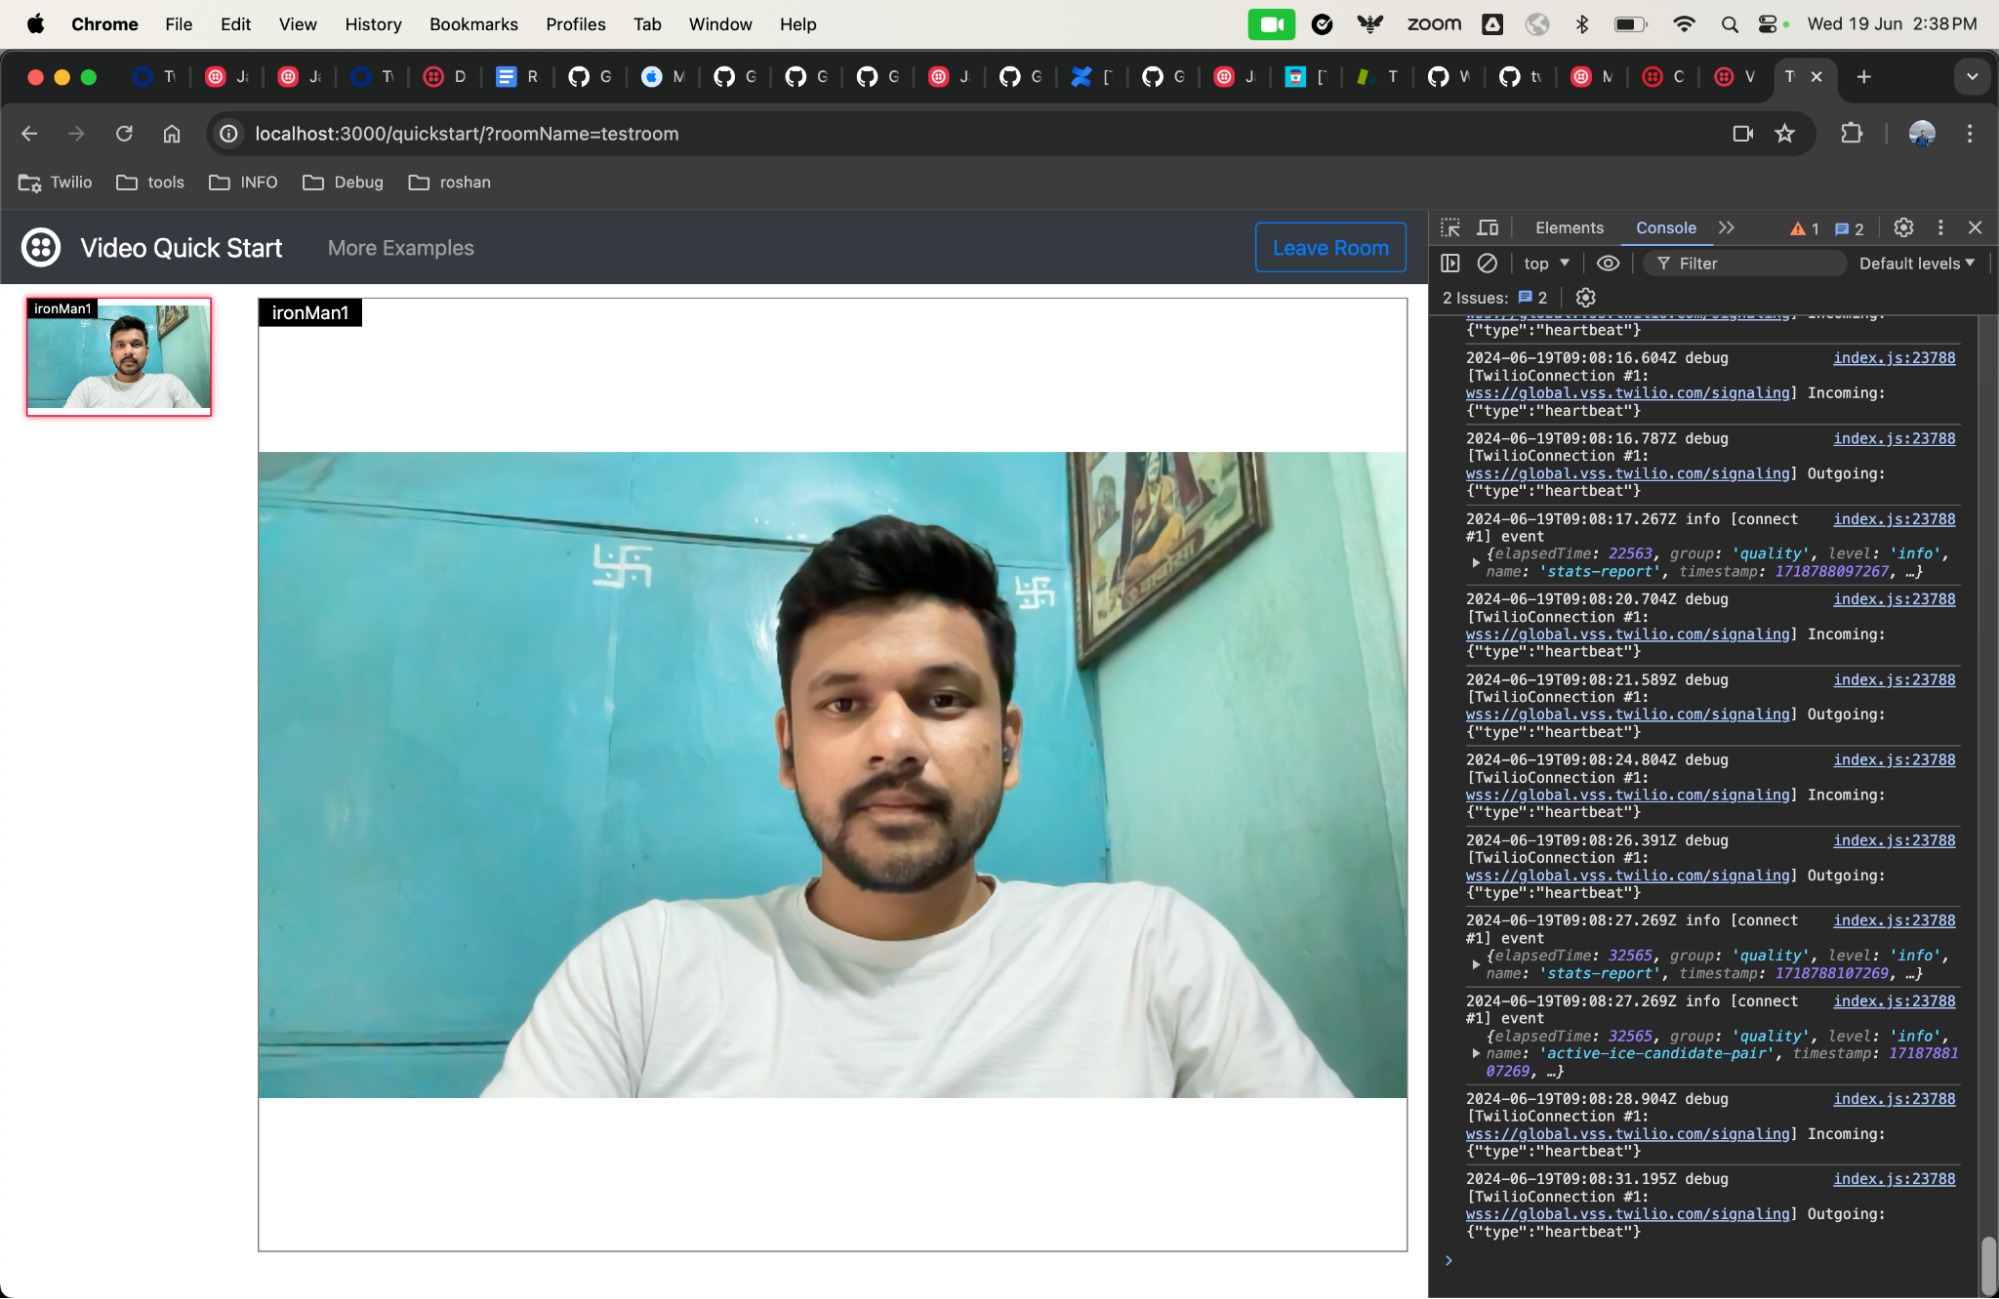 Chrome File Edit View History Bookmarks Profiles Tab Window Help zoom Wed 19 Jun 2:38 PM
D R G M G G G J G [ G J [ T M C V
localhost:3000/quickstart/?roomName=testroom
Twilio tools INFO Debug roshan
Video Quick Start More Examples Leave Room
ironMan1
ironMan1
Elements Console 1 2
top Filter Default levels
2 Issues: 2
wss://global.vss.twilio.com/signaling] Incoming:
{"type":"heartbeat"}
2024-06-19T09:08:16.604Z debug index.js:23788
[TwilioConnection #1:
wss://global.vss.twilio.com/signaling] Incoming:
{"type":"heartbeat"}
2024-06-19T09:08:16.787Z debug index.js:23788
[TwilioConnection #1:
wss://global.vss.twilio.com/signaling] Outgoing:
{"type":"heartbeat"}
2024-06-19T09:08:17.267Z info [connect index.js:23788
#1] event
{elapsedTime: 22563, group: 'quality', level: 'info',
name: 'stats-report', timestamp: 1718788097267, …}
2024-06-19T09:08:20.704Z debug index.js:23788
[TwilioConnection #1:
wss://global.vss.twilio.com/signaling] Incoming:
{"type":"heartbeat"}
2024-06-19T09:08:21.589Z debug index.js:23788
[TwilioConnection #1:
wss://global.vss.twilio.com/signaling] Outgoing:
{"type":"heartbeat"}
2024-06-19T09:08:24.804Z debug index.js:23788
[TwilioConnection #1:
wss://global.vss.twilio.com/signaling] Incoming:
{"type":"heartbeat"}
2024-06-19T09:08:26.391Z debug index.js:23788
[TwilioConnection #1:
wss://global.vss.twilio.com/signaling] Outgoing:
{"type":"heartbeat"}
2024-06-19T09:08:27.269Z info [connect index.js:23788
#1] event
{elapsedTime: 32565, group: 'quality', level: 'info',
name: 'stats-report', timestamp: 1718788107269, …}
2024-06-19T09:08:27.269Z info [connect index.js:23788
#1] event
{elapsedTime: 32565, group: 'quality', level: 'info',
name: 'active-ice-candidate-pair', timestamp: 17187881
07269, …}
2024-06-19T09:08:28.904Z debug index.js:23788
[TwilioConnection #1:
wss://global.vss.twilio.com/signaling] Incoming:
{"type":"heartbeat"}
2024-06-19T09:08:31.195Z debug index.js:23788
[TwilioConnection #1:
wss://global.vss.twilio.com/signaling] Outgoing:
{"type":"heartbeat"}